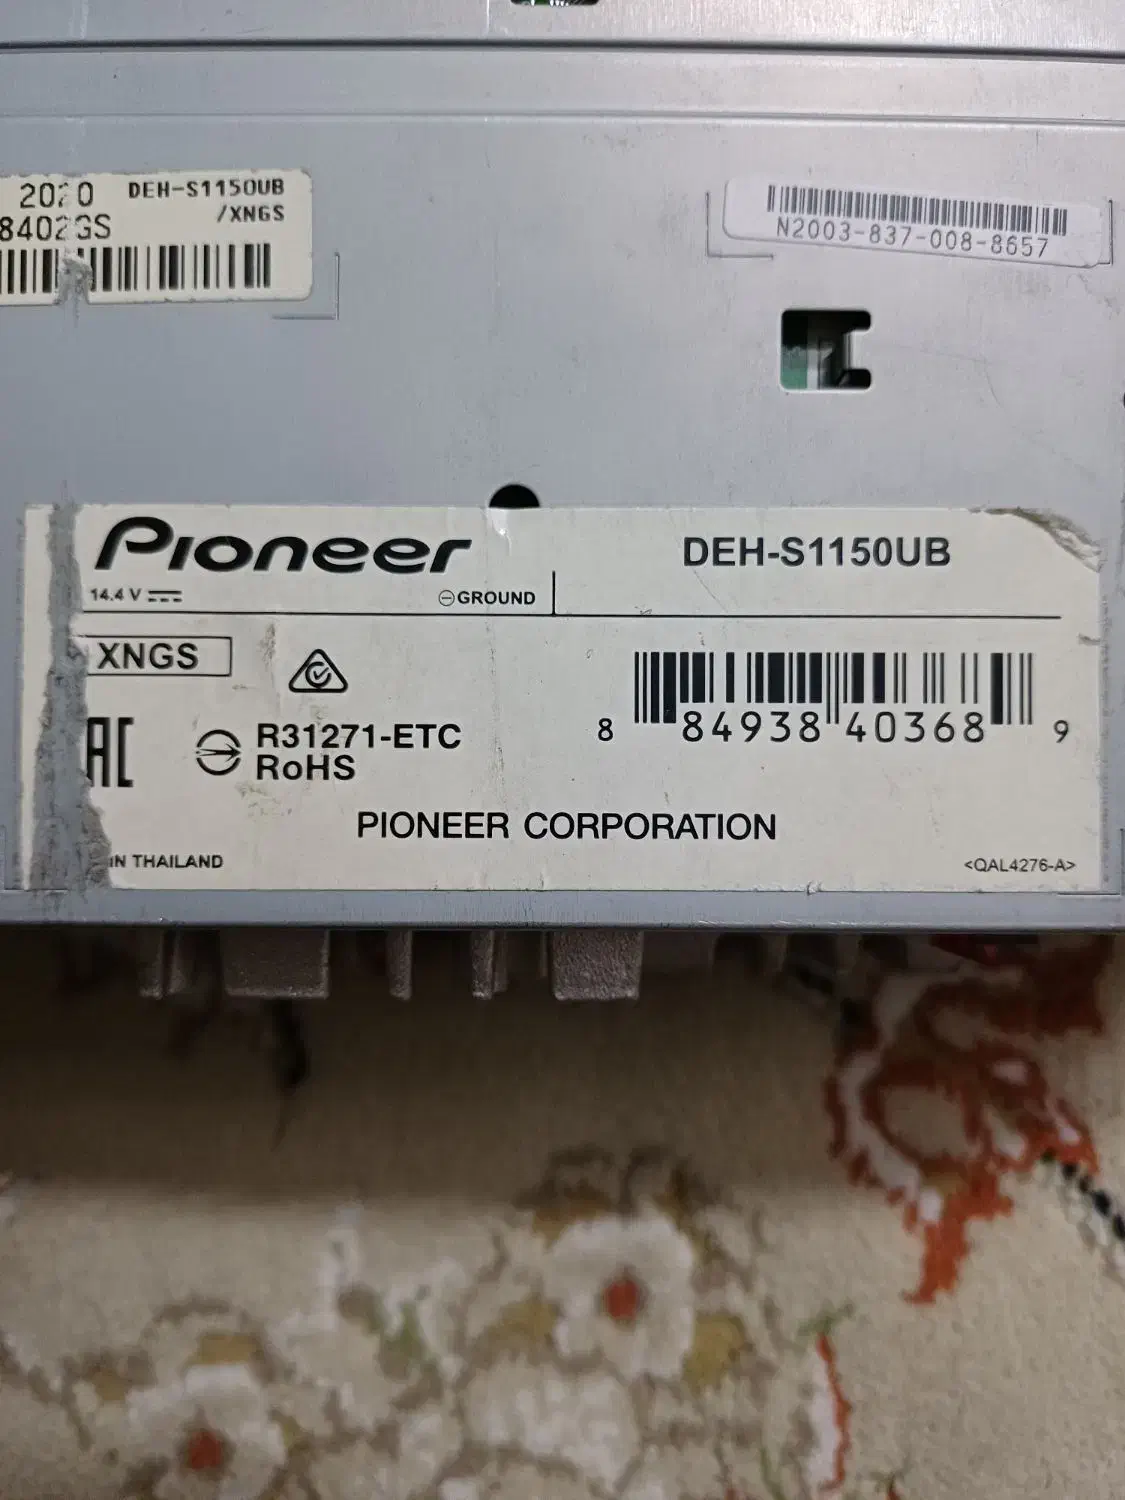 2020 DEH-S1150UB
8402GS /XNGS
N2003-837-008-8657
Pioneer
DEH-S1150UB
14.4 V
GROUND
XNGS
R31271-ETC
RoHS
8 84938 40368 9
PIONEER CORPORATION
IN THAILAND
<QAL4276-A>